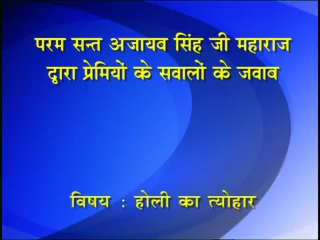 परम सन्त अजायब सिंह जी महाराज
द्वारा प्रेमियों के सवालों के जवाब
विषय : होली का त्योहार